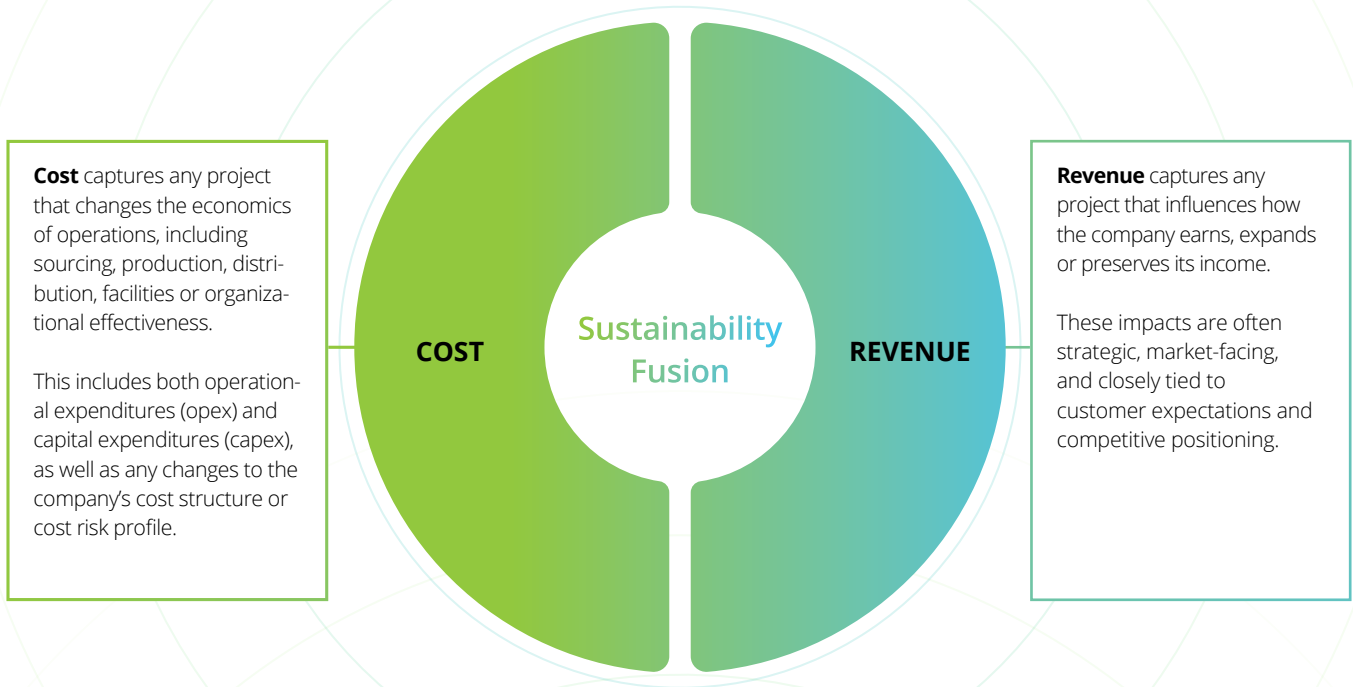 Cost captures any project
that changes the economics
of operations, including
sourcing, production, distri-
bution, facilities or organiza-
tional effectiveness.
This includes both operation-
al expenditures (opex) and
capital expenditures (capex),
as well as any changes to the
company’s cost structure or
cost risk profile.
COST
Sustainability
Fusion
REVENUE
Revenue captures any
project that influences how
the company earns, expands
or preserves its income.
These impacts are often
strategic, market-facing,
and closely tied to
customer expectations and
competitive positioning.